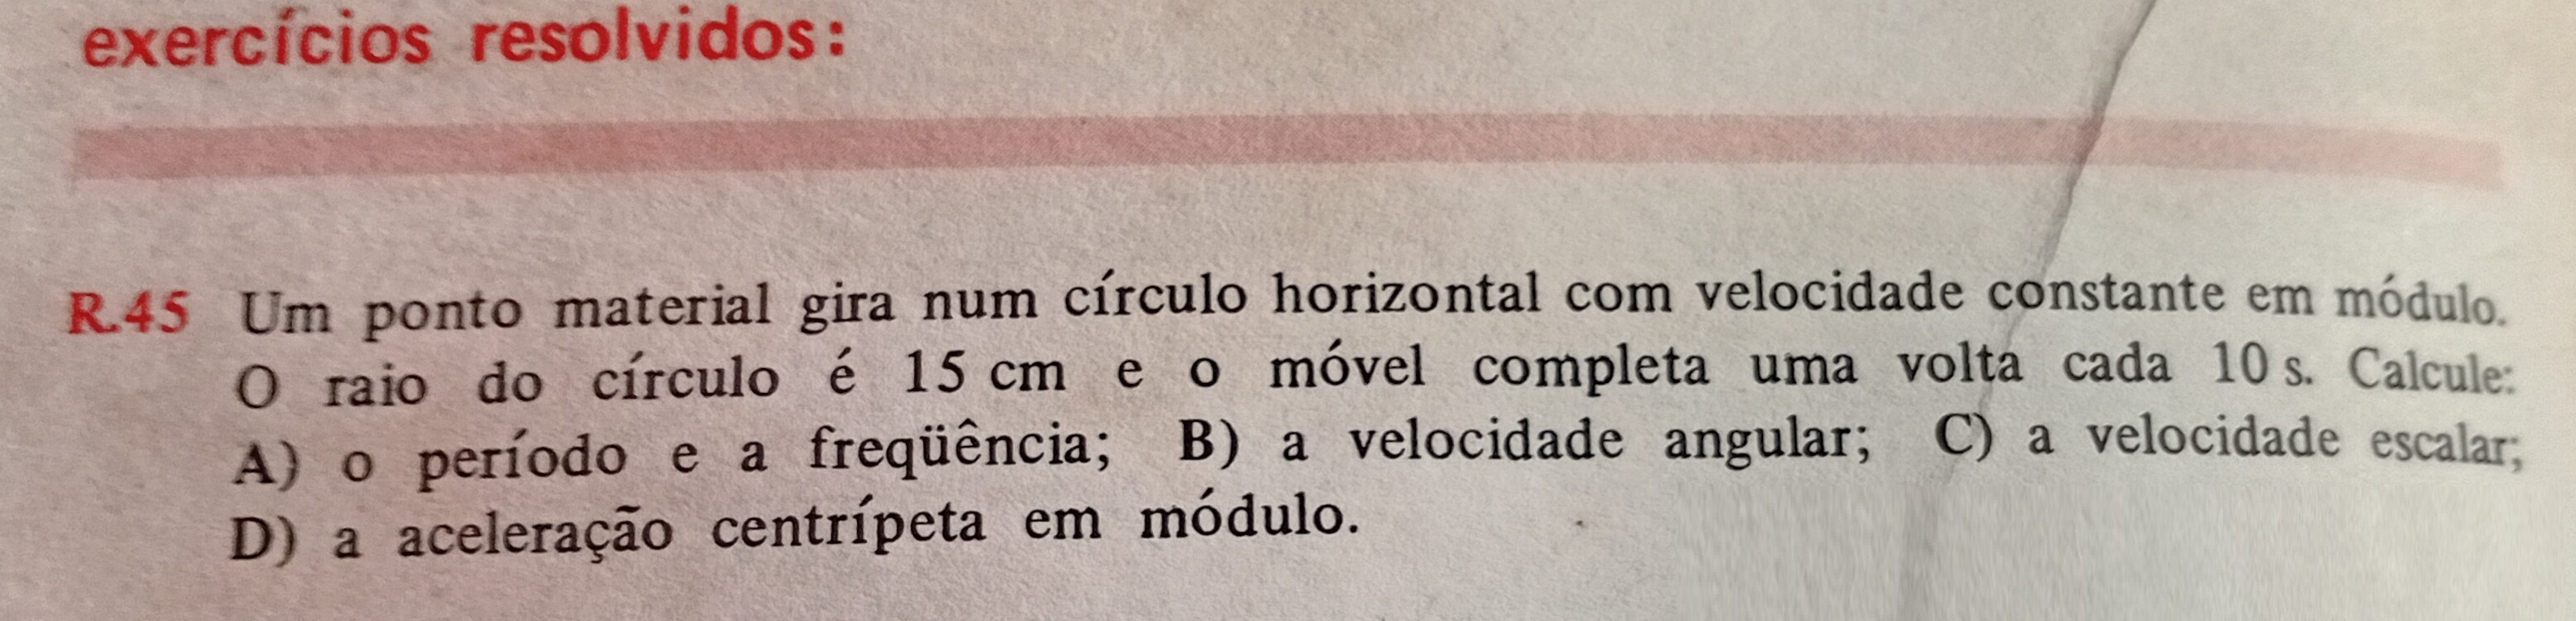 exercícios resolvidos:
R.45 Um ponto material gira num círculo horizontal com velocidade constante em módulo.
O raio do círculo é 15 cm e o móvel completa uma volta cada 10 s. Calcule:
A) o período e a freqüência; B) a velocidade angular; C) a velocidade escalar;
D) a aceleração centrípeta em módulo.